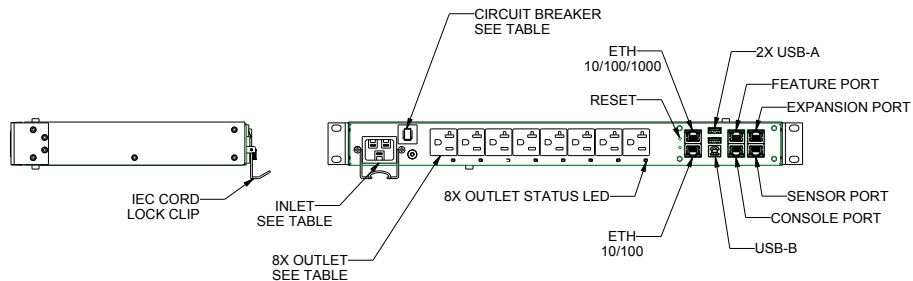 CIRCUIT BREAKER
SEE TABLE
ETH
10/100/1000
2X USB-A
FEATURE PORT
RESET
EXPANSION PORT
IEC CORD
LOCK CLIP
INLET
SEE TABLE
8X OUTLET STATUS LED
SENSOR PORT
CONSOLE PORT
ETH
10/100
USB-B
8X OUTLET
SEE TABLE